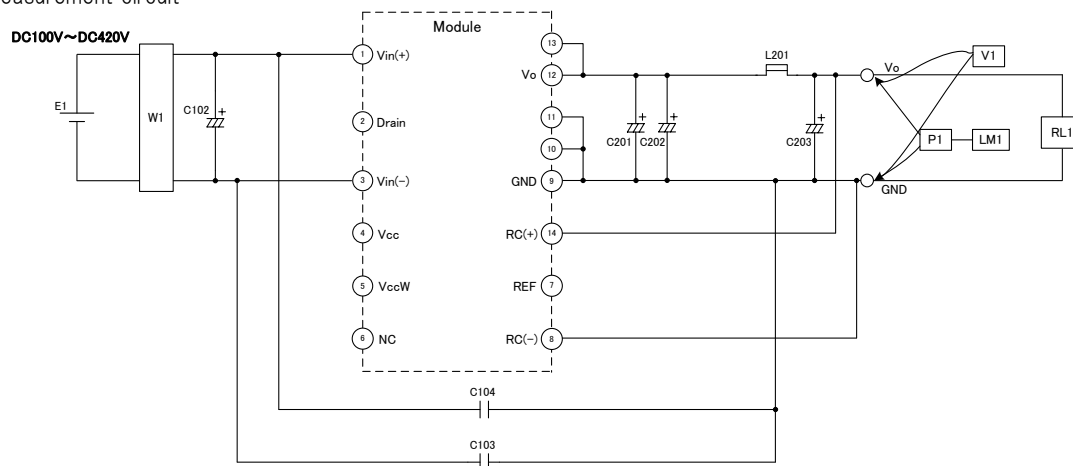 easurement circuit
DC100V～DC420V
Module
E1
W1
C102
+
1 Vin(+)
2 Drain
3 Vin(-)
4 Vcc
5 VccW
6 NC
13
Vo 12
11
10
GND 9
RC(+) 14
REF 7
RC(-) 8
C201
+
C202
+
L201
C203
+
Vo
GND
V1
P1
LM1
RL1
C104
C103